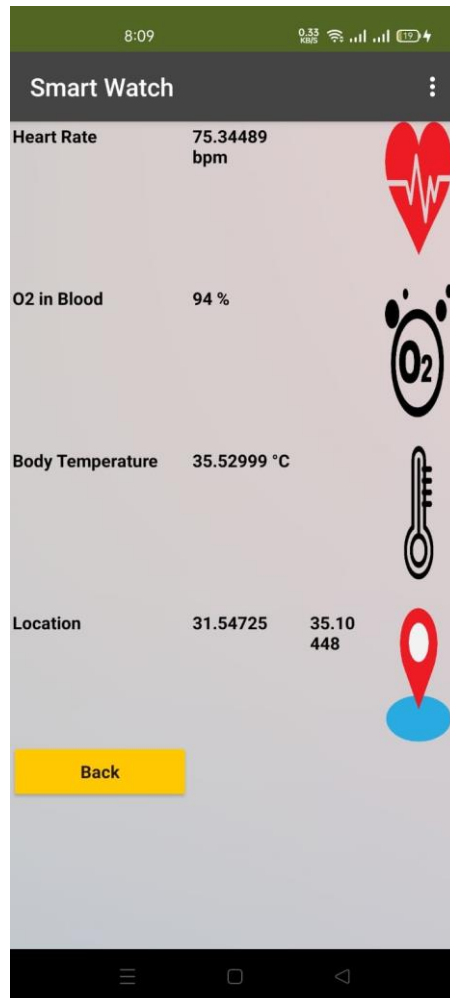 8:09
0.33
KB/S
19
Smart Watch
Heart Rate
75.34489
bpm
O2 in Blood
94 %
O2
Body Temperature
35.52999 °C
Location
31.54725
35.10
448
Back